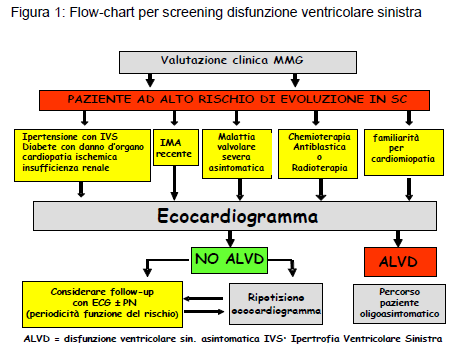 Figura 1: Flow-chart per screening disfunzione ventricolare sinistra
Valutazione clinica MMG
PAZIENTE AD ALTO RISCHIO DI EVOLUZIONE IN SC
Ipertensione con IVS
Diabete con danno d'organo
cardiopatia ischemica
insufficienza renale
IMA
recente
Malattia
valvolare
severa
asintomatica
Chemioterapia
Antiblastica
o
Radioterapia
familiarità
per
cardiomiopatia
Ecocardiogramma
NO ALVD
ALVD
Considerare follow-up
con ECG ± PN
(periodicità funzione del rischio)
Ripotiziono
ococardiogramma
Percorso
paziente
oligoasintomatico
ALVD = disfunzione ventricolare sin. asintomatica IVS· Ipertrofia Ventricolare Sinistra